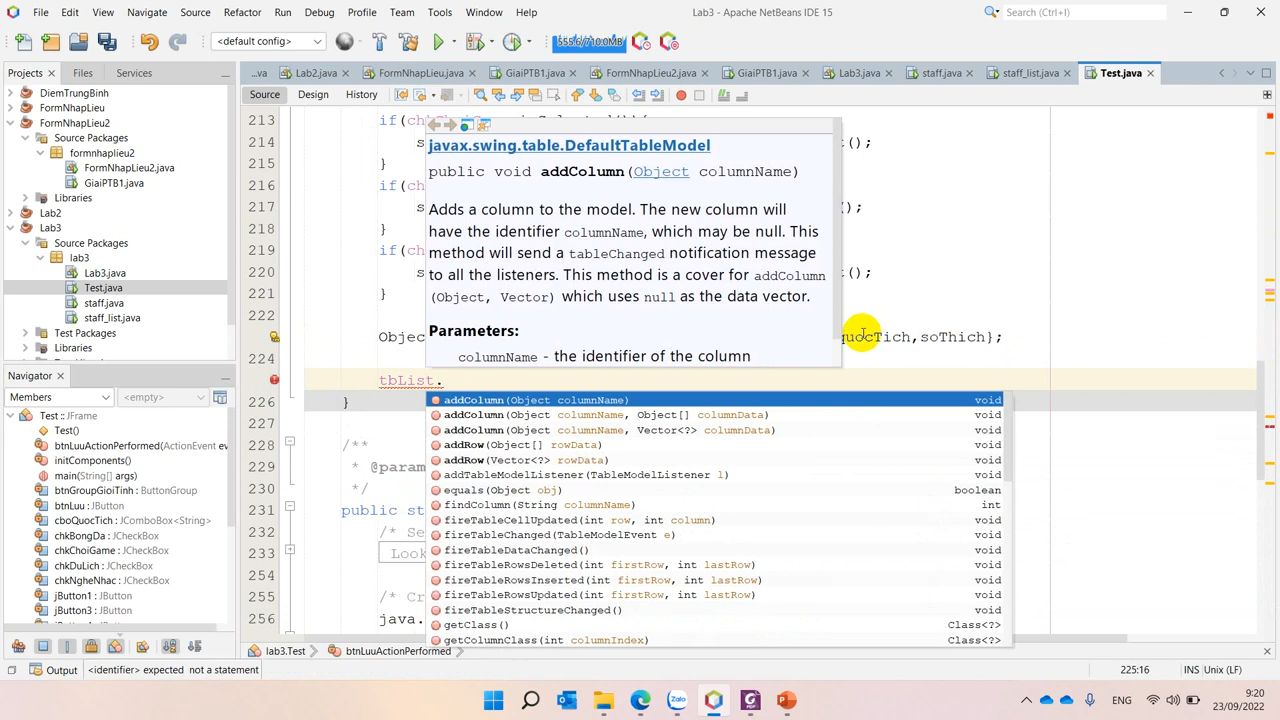 File Edit View Navigate Source Refactor Run Debug Profile Team Tools Window Help Lab3 - Apache NetBeans IDE 15 Search (Ctrl+I)
<default config> 555.6/710.0MB
Projects Files Services ...va Lab2.java FormNhapLieu.java GiaiPTB1.java FormNhapLieu2.java GiaiPTB1.java Lab3.java staff.java staff_list.java Test.java
Source Design History
DiemTrungBinh
FormNhapLieu
FormNhapLieu2
Source Packages
formnhaplieu2
FormNhapLieu2.java
GiaiPTB1.java
Libraries
Lab2
Lab3
Source Packages
lab3
Lab3.java
Test.java
staff.java
staff_list.java
Test Packages
Libraries
Navigator
Members <empty>
Test :: JFrame
Test()
btnLuuActionPerformed(ActionEvent ev
initComponents()
main(String[] args)
btnGroupGioiTinh : ButtonGroup
btnLuu : JButton
cboQuocTich : JComboBox<String>
chkBongDa : JCheckBox
chkChoiGame : JCheckBox
chkDuLich : JCheckBox
chkNgheNhac : JCheckBox
jButton1 : JButton
jButton3 : JButton
213
214 s t();
215 }
216 if(ch
217 s ();
218 }
219 if(ch
220 s t();
221 }
222
Objec quocTich,soThich};
224
tbList.
226 }
227
228 /**
229 * @param
230 */
231 public st
232 /* Se
233 Look
254
255 /* Cr
256 java.
javax.swing.table.DefaultTableModel
public void addColumn(Object columnName)
Adds a column to the model. The new column will
have the identifier columnName, which may be null. This
method will send a tableChanged notification message
to all the listeners. This method is a cover for addColumn
(Object, Vector) which uses null as the data vector.
Parameters:
columnName - the identifier of the column
addColumn(Object columnName) void
addColumn(Object columnName, Object[] columnData) void
addColumn(Object columnName, Vector<?> columnData) void
addRow(Object[] rowData) void
addRow(Vector<?> rowData) void
addTableModelListener(TableModelListener l) void
equals(Object obj) boolean
findColumn(String columnName) int
fireTableCellUpdated(int row, int column) void
fireTableChanged(TableModelEvent e) void
fireTableDataChanged() void
fireTableRowsDeleted(int firstRow, int lastRow) void
fireTableRowsInserted(int firstRow, int lastRow) void
fireTableRowsUpdated(int firstRow, int lastRow) void
fireTableStructureChanged() void
getClass() Class<?>
getColumnClass(int columnIndex) Class<?>
lab3.Test btnLuuActionPerformed
Output <identifier> expected not a statement 225:16 INS Unix (LF)
ENG 9:20
23/09/2022